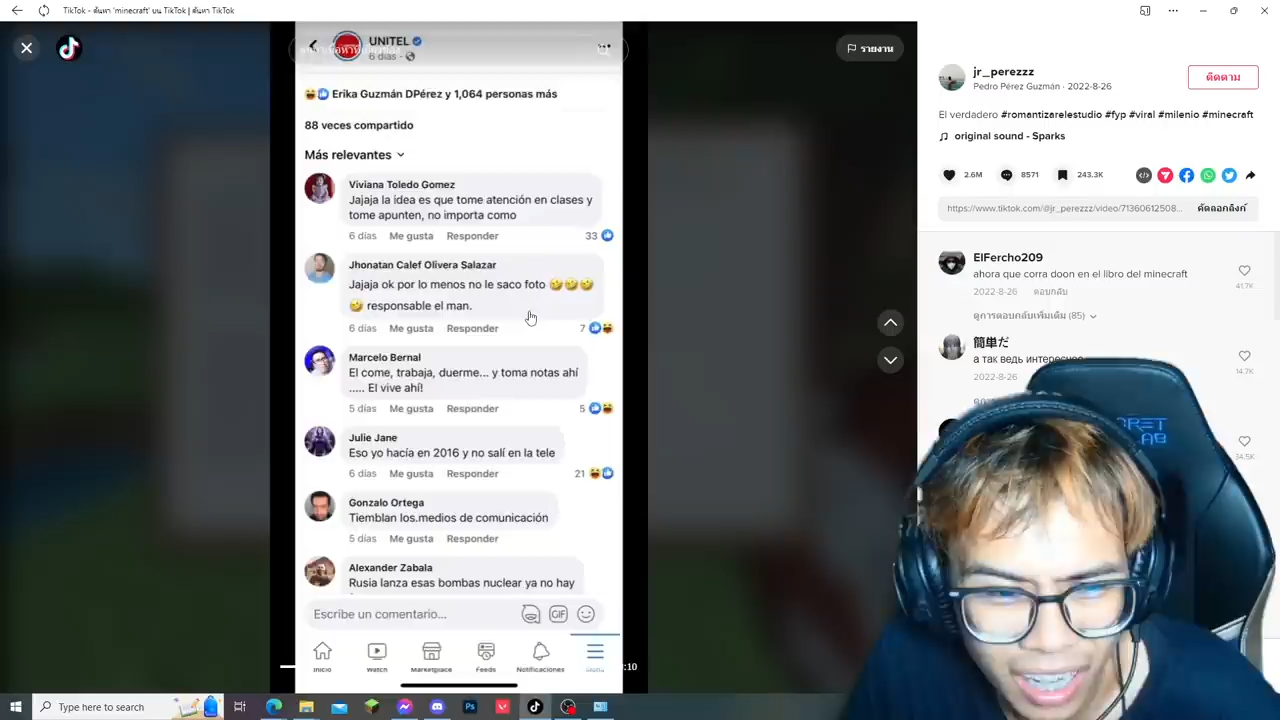 TikTok - ค้นหา 'minecraft' บน TikTok | ค้นหา TikTok
UNITEL
6 días
Erika Guzmán DPérez y 1,064 personas más
88 veces compartido
Más relevantes
Viviana Toledo Gomez
Jajaja la idea es que tome atención en clases y
tome apunten, no importa como
6 días Me gusta Responder 33
Jhonatan Calef Olivera Salazar
Jajaja ok por lo menos no le saco foto 🤣🤣🤣
🤣 responsable el man.
6 días Me gusta Responder 7
Marcelo Bernal
El come, trabaja, duerme... y toma notas ahí
..... El vive ahí!
5 días Me gusta Responder 5
Julie Jane
Eso yo hacía en 2016 y no salí en la tele
6 días Me gusta Responder 21
Gonzalo Ortega
Tiemblan los.medios de comunicación
5 días Me gusta Responder
Alexander Zabala
Rusia lanza esas bombas nuclear ya no hay
Escribe un comentario...
GIF
Inicio Watch Marketplace Feeds Notificaciones
:10
รายงาน
jr_perezzz
Pedro Pérez Guzmán · 2022-8-26
ติดตาม
El verdadero #romantizarelestudio #fyp #viral #milenio #minecraft
original sound - Sparks
2.6M 8571 243.3K
https://www.tiktok.com/@jr_perezzz/video/71360612508... คัดลอกลิงก์
ElFercho209
ahora que corra doon en el libro del minecraft
2022-8-26 ตอบกลับ
41.7K
ดูการตอบกลับเพิ่มเติม (85)
簡単だ
а так ведь интересное
2022-8-26
14.7K
34.5K
Type here to search